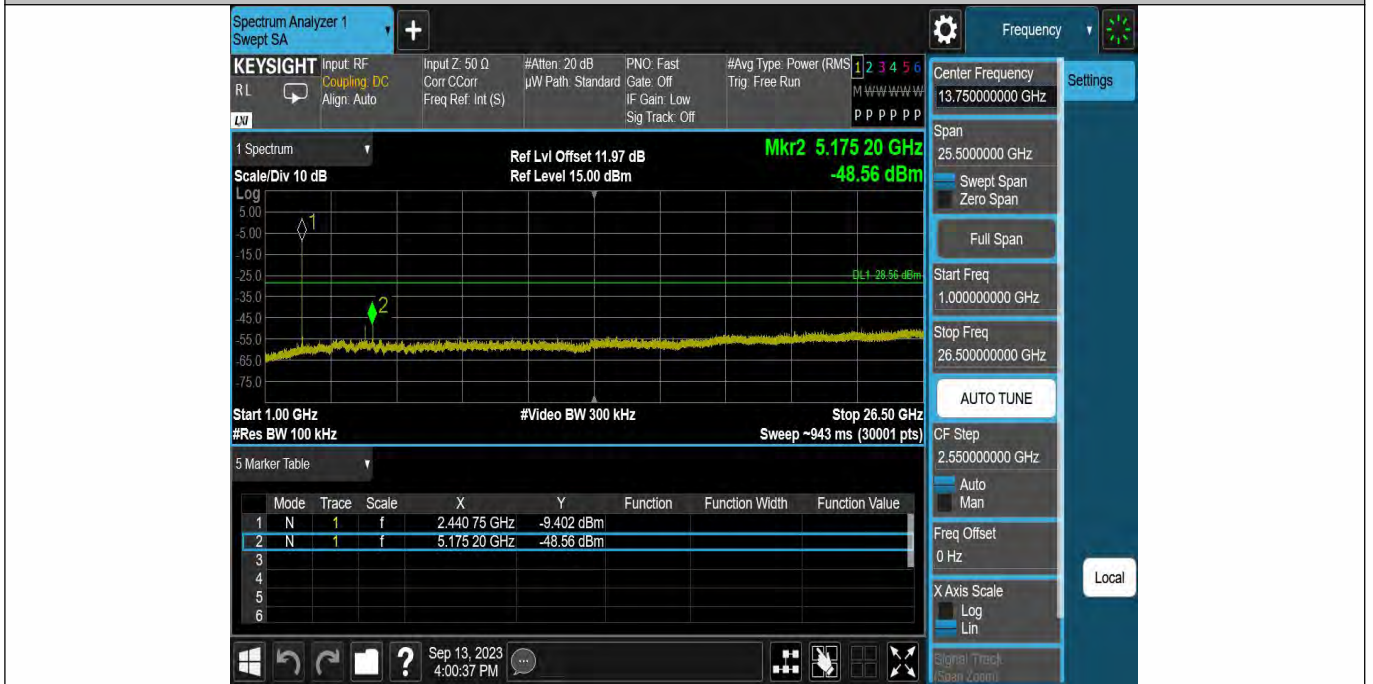 Spectrum Analyzer 1
Swept SA
+
Frequency
KEYSIGHT
RL
LXI
Input: RF
Coupling: DC
Align: Auto
Input Z: 50 Ω
Corr CCorr
Freq Ref: Int (S)
#Atten: 20 dB
µW Path: Standard
PNO: Fast
Gate: Off
IF Gain: Low
Sig Track: Off
#Avg Type: Power (RMS
Trig: Free Run
1 2 3 4 5 6
M W W W W W
P P P P P P
1 Spectrum
Scale/Div 10 dB
Ref Lvl Offset 11.97 dB
Ref Level 15.00 dBm
Mkr2 5.175 20 GHz
-48.56 dBm
Log
5.00
-5.00
-15.0
-25.0
-35.0
-45.0
-55.0
-65.0
-75.0
1
2
DL1 -28.56 dBm
Start 1.00 GHz
#Res BW 100 kHz
#Video BW 300 kHz
Stop 26.50 GHz
Sweep ~943 ms (30001 pts)
5 Marker Table
Mode Trace Scale X Y Function Function Width Function Value
1 N 1 f 2.440 75 GHz -9.402 dBm
2 N 1 f 5.175 20 GHz -48.56 dBm
3
4
5
6
? Sep 13, 2023
4:00:37 PM
Center Frequency
13.750000000 GHz
Settings
Span
25.5000000 GHz
Swept Span
Zero Span
Full Span
Start Freq
1.000000000 GHz
Stop Freq
26.500000000 GHz
AUTO TUNE
CF Step
2.550000000 GHz
Auto
Man
Freq Offset
0 Hz
X Axis Scale
Log
Lin
Signal Track
(Span Zoom)
Local